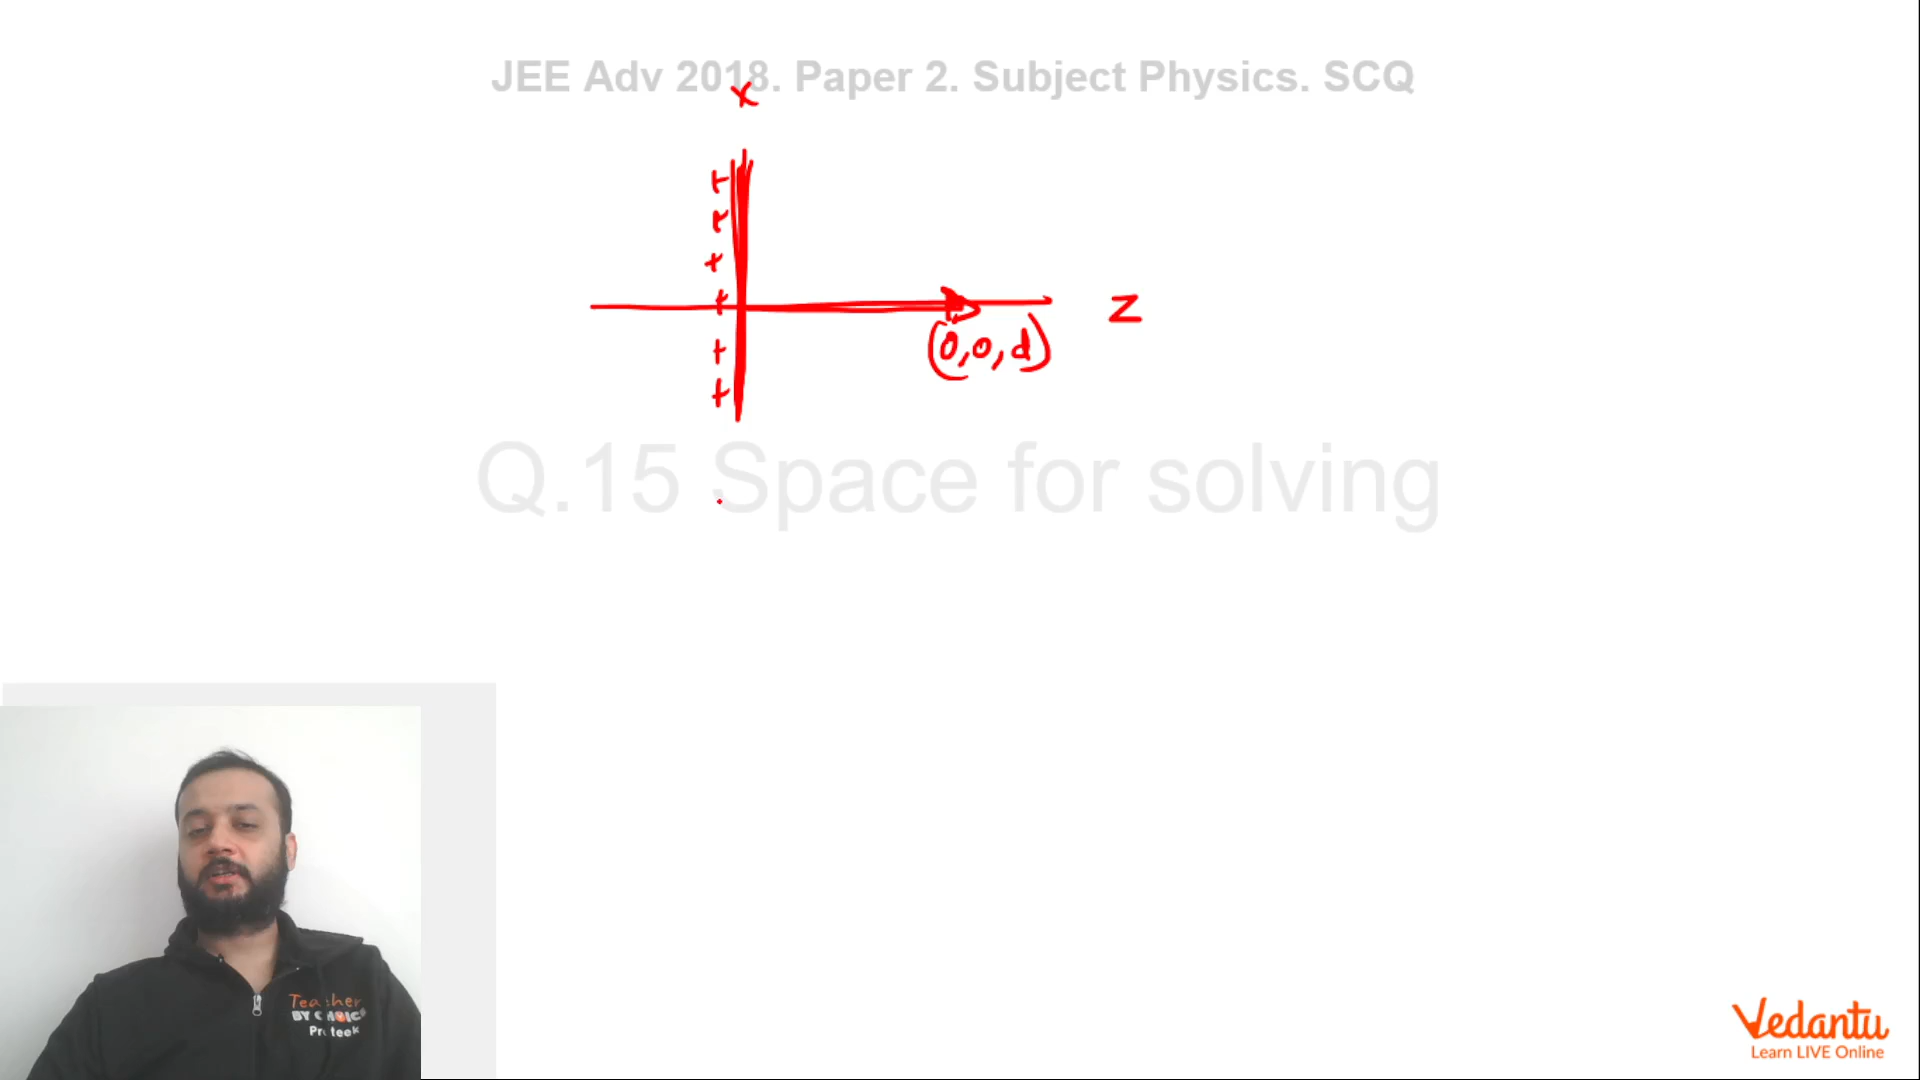 JEE Adv 2018. Paper 2. Subject Physics. SCQ
x
+
+
+
+
+
+
Z
(0,0,d)
Q.15 Space for solving
Teacher
BY CHOICE
Prateek
Vedantu
Learn LIVE Online